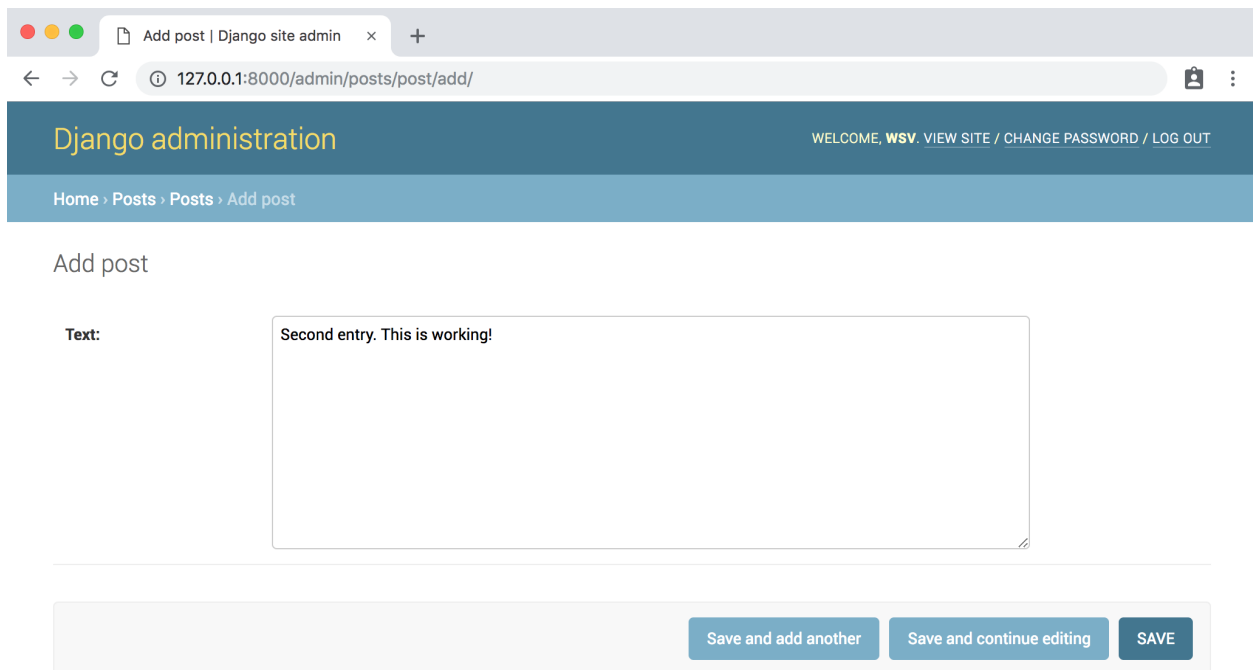 Add post | Django site admin
127.0.0.1:8000/admin/posts/post/add/
Django administration
WELCOME, WSV. VIEW SITE / CHANGE PASSWORD / LOG OUT
Home › Posts › Posts › Add post
Add post
Text:
Second entry. This is working!
Save and add another
Save and continue editing
SAVE